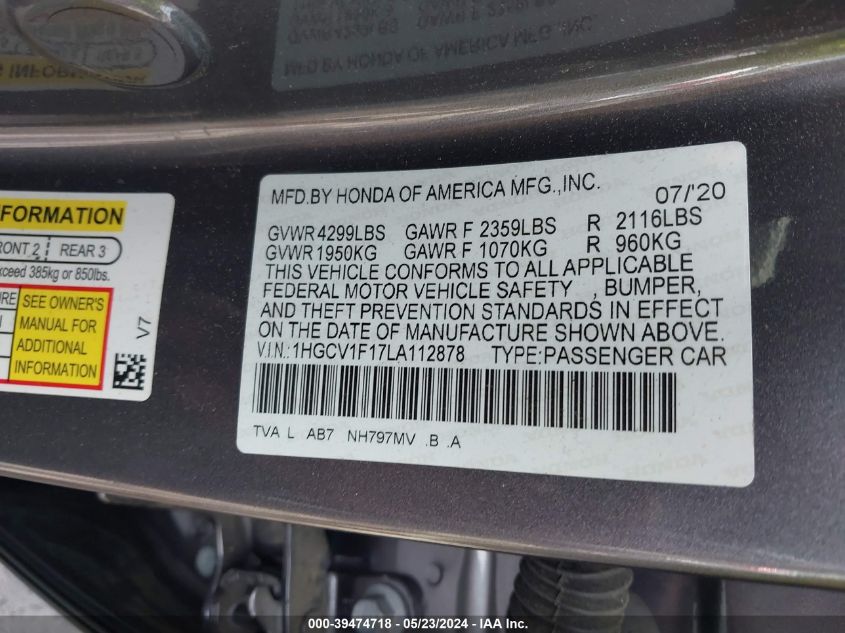 MFD.BY HONDA OF AMERICA MFG.,INC. 07/'20
GVWR 4299LBS GAWR F 2359LBS R 2116LBS
GVWR 1950KG GAWR F 1070KG R 960KG
THIS VEHICLE CONFORMS TO ALL APPLICABLE
FEDERAL MOTOR VEHICLE SAFETY , BUMPER,
AND THEFT PREVENTION STANDARDS IN EFFECT
ON THE DATE OF MANUFACTURE SHOWN ABOVE.
V.I.N.:1HGCV1F17LA112878 TYPE:PASSENGER CAR
TVA L AB7 NH797MV .B .A
FORMATION
FRONT 2 REAR 3
exceed 385kg or 850lbs.
SEE OWNER'S
MANUAL FOR
ADDITIONAL
INFORMATION
V7
000-39474718 - 05/23/2024 - IAA Inc.